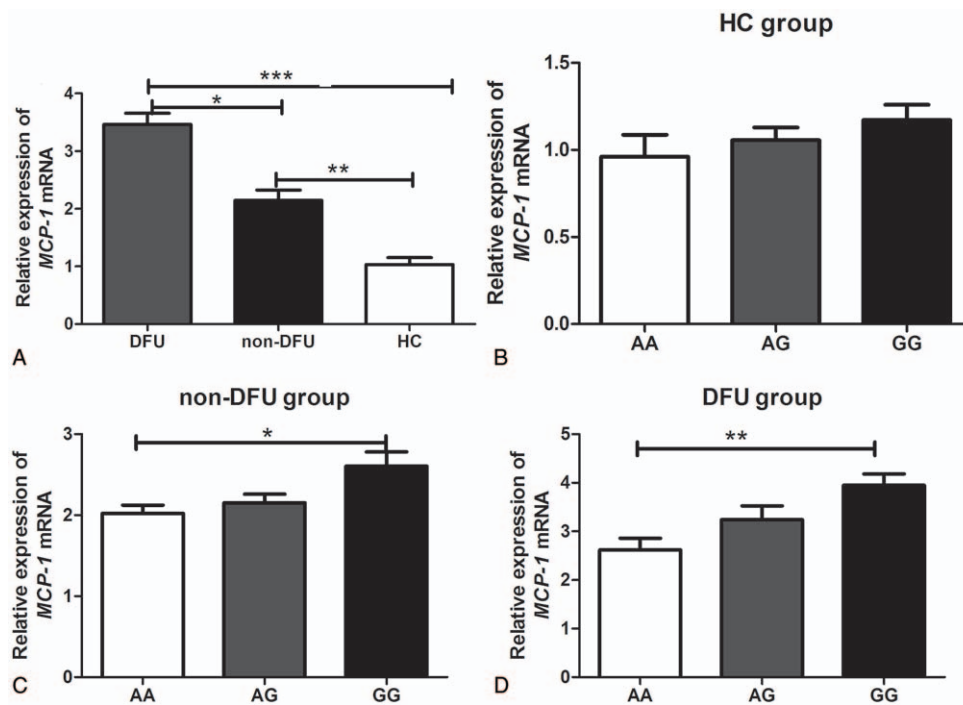 Relative expression of
MCP-1 mRNA
4
3
2
1
0
***
*
**
DFU
non-DFU
HC
A
HC group
Relative expression of
MCP-1 mRNA
1.5
1.0
0.5
0.0
AA
AG
GG
B
non-DFU group
Relative expression of
MCP-1 mRNA
3
2
1
0
*
AA
AG
GG
C
DFU group
Relative expression of
MCP-1 mRNA
5
4
3
2
1
0
**
AA
AG
GG
D